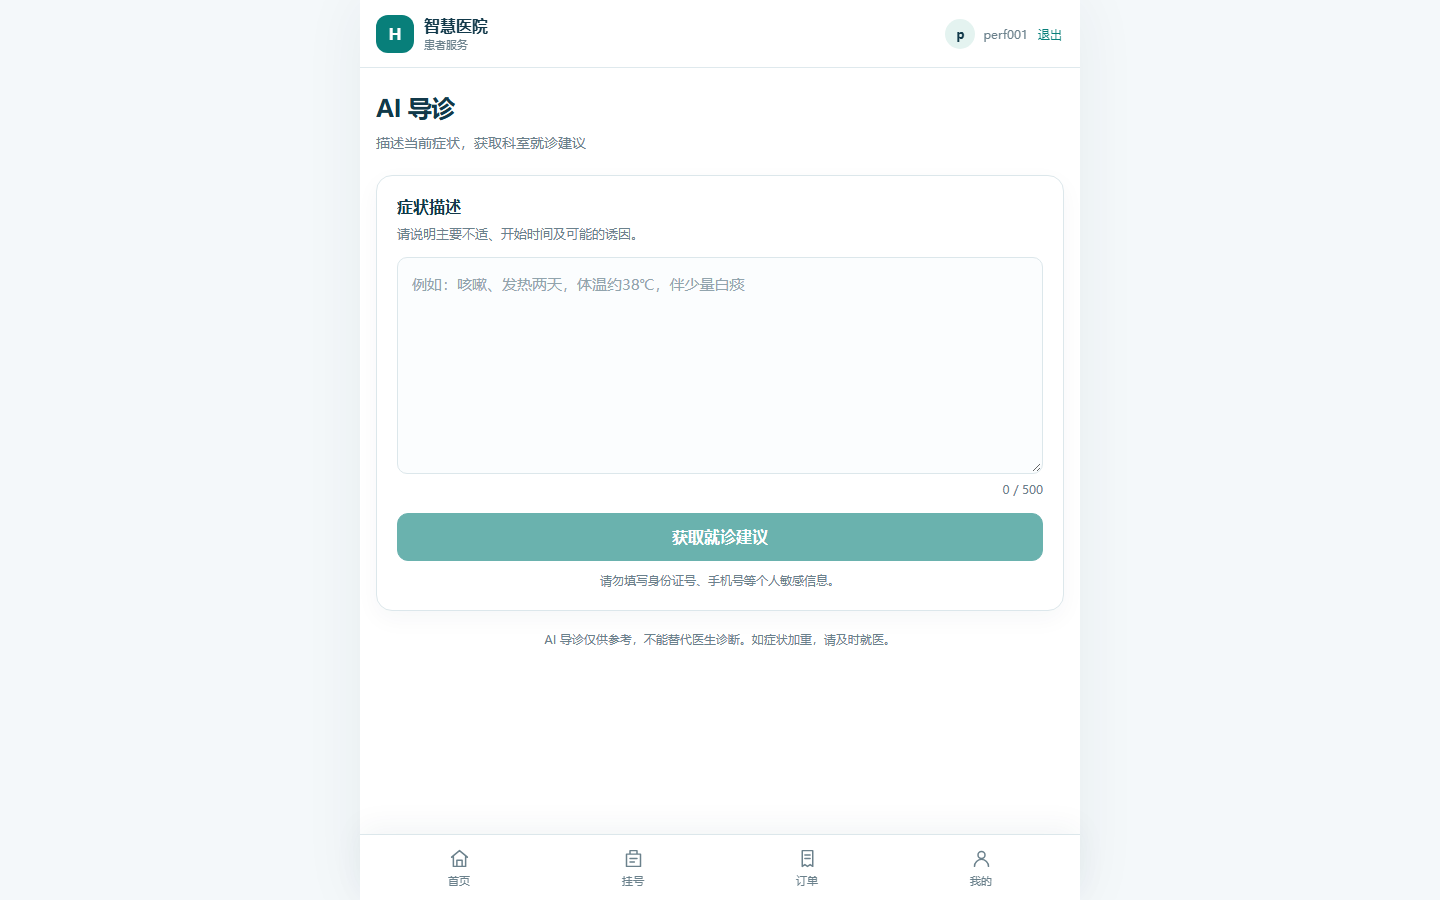 H
智慧医院
患者服务
p perf001 退出
AI 导诊
描述当前症状，获取科室就诊建议
症状描述
请说明主要不适、开始时间及可能的诱因。
例如：咳嗽、发热两天，体温约38℃，伴少量白痰
0 / 500
获取就诊建议
请勿填写身份证号、手机号等个人敏感信息。
AI 导诊仅供参考，不能替代医生诊断。如症状加重，请及时就医。
首页 挂号 订单 我的